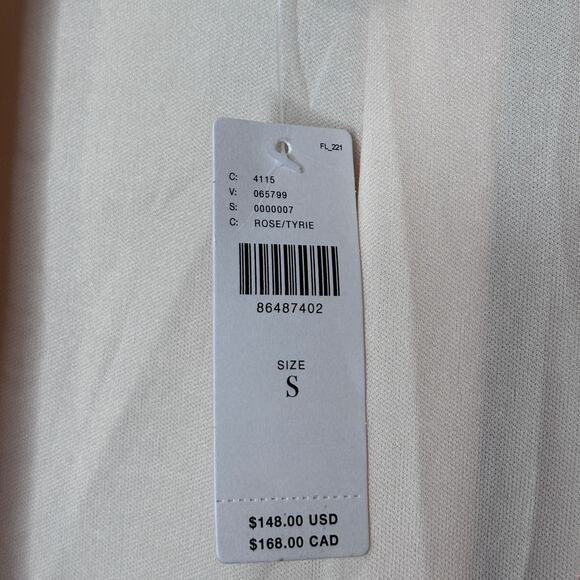 FL_221
C: 4115
V: 065799
S: 0000007
C: ROSE/TYRIE
86487402
SIZE
S
$148.00 USD
$168.00 CAD